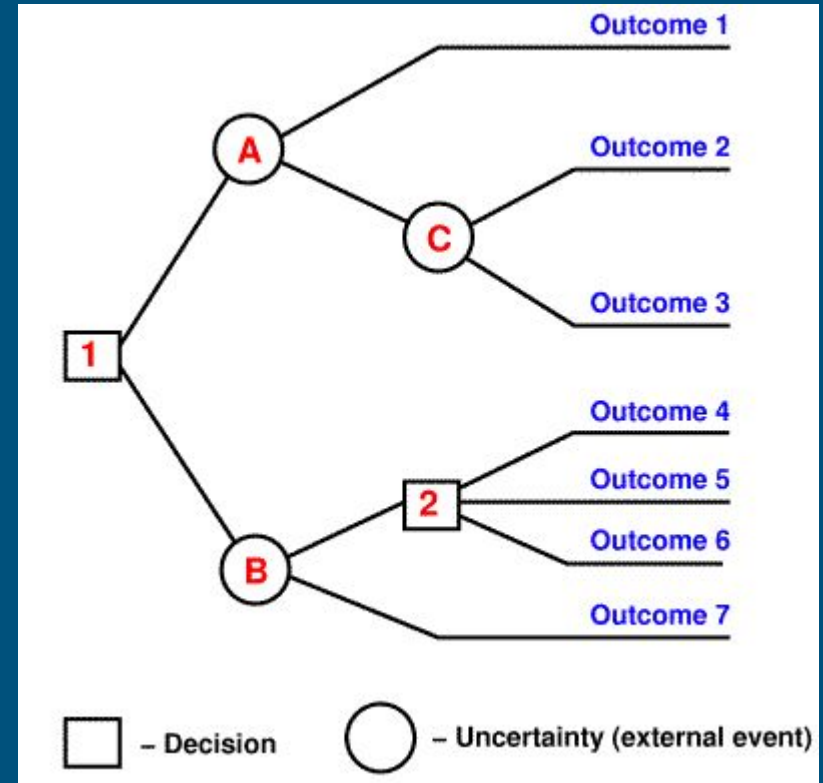 Outcome 1
A
Outcome 2
C
Outcome 3
1
Outcome 4
Outcome 5
2
Outcome 6
B
Outcome 7
– Decision
– Uncertainty (external event)